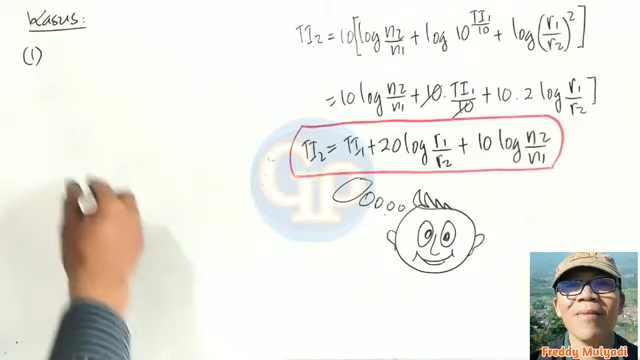 Kasus:
(1)
TI₂ = 10[log n₂/n₁ + log 10^(TI₁/10) + log (r₁/r₂)²]
= 10 log n₂/n₁ + 10 · TI₁/10 + 10 . 2 log r₁/r₂]
TI₂ = TI₁ + 20 log r₁/r₂ + 10 log n₂/n₁
Freddy Mulyadi